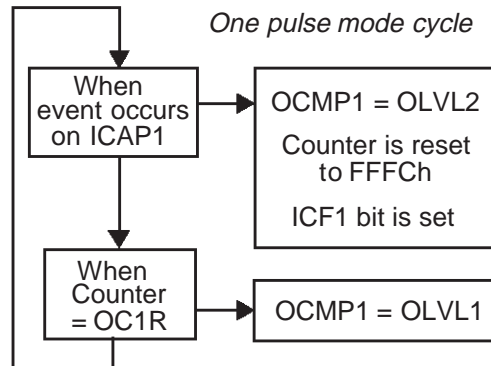 One pulse mode cycle
When
event occurs
on ICAP1
OCMP1 = OLVL2
Counter is reset
to FFFCh
ICF1 bit is set
When
Counter
= OC1R
OCMP1 = OLVL1